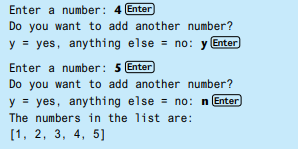 Enter a number: 4 Enter
Do you want to add another number?
y = yes, anything else = no: y Enter
Enter a number: 5 Enter
Do you want to add another number?
y = yes, anything else = no: n Enter
The numbers in the list are:
[1, 2, 3, 4, 5]